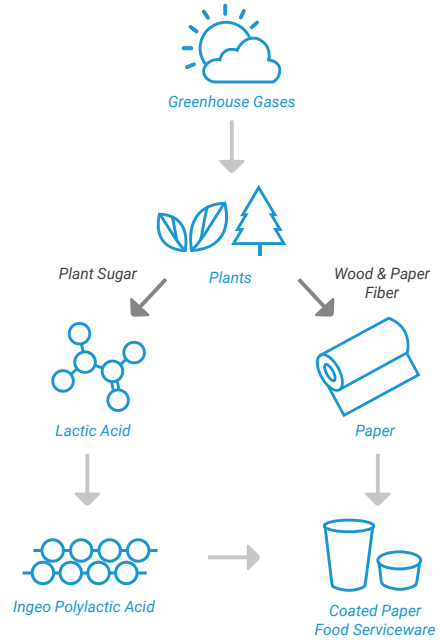 Greenhouse Gases
Plant Sugar
Plants
Wood & Paper
Fiber
Lactic Acid
Paper
Ingeo Polylactic Acid
Coated Paper
Food Serviceware